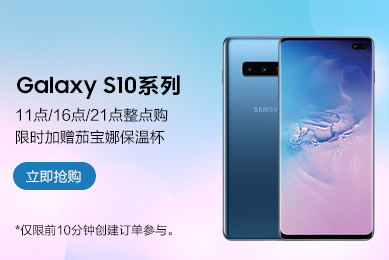 Galaxy S10系列
11点/16点/21点整点购
限时加赠茄宝娜保温杯
立即抢购
*仅限前10分钟创建订单参与。
SAMSUNG